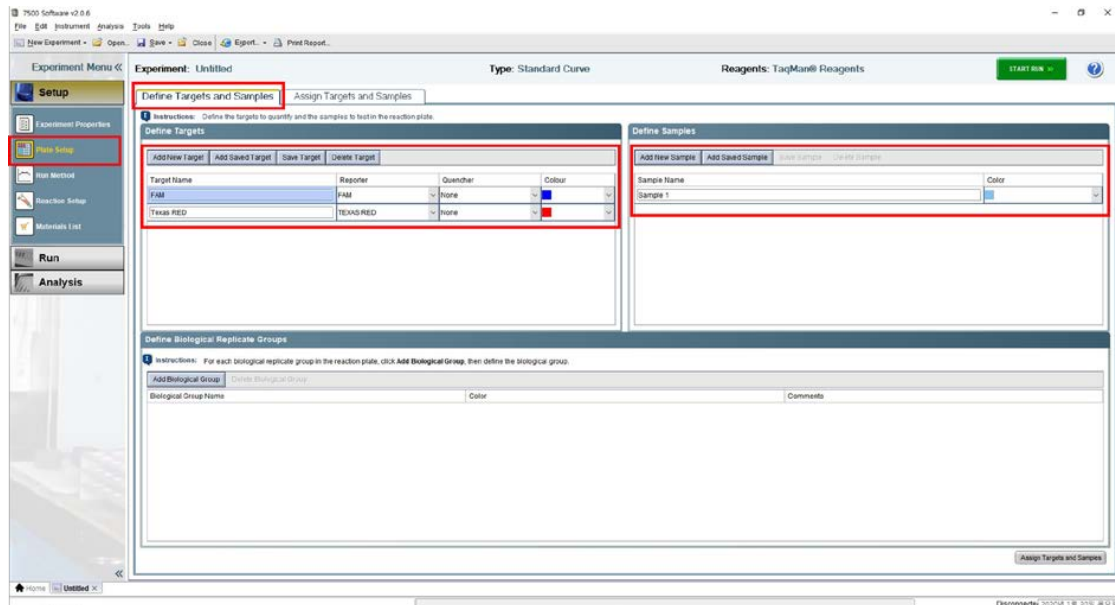 7500 Software v2.0.6
File Edit Instrument Analysis Tools Help
New Experiment Open... Save Close Export... Print Report...
Experiment Menu «
Experiment: Untitled Type: Standard Curve Reagents: TaqMan® Reagents START RUN
Setup
Define Targets and Samples Assign Targets and Samples
Instructions: Define the targets to quantify and the samples to test in the reaction plate.
Experiment Properties
Define Targets Define Samples
Plate Setup
Add New Target Add Saved Target Save Target Delete Target Add New Sample Add Saved Sample Save Sample Delete Sample
Run Method
Target Name Reporter Quencher Colour Sample Name Color
FAM FAM None Sample 1
Reaction Setup
Texas RED TEXAS RED None
Materials List
Run
Analysis
Define Biological Replicate Groups
Instructions: For each biological replicate group in the reaction plate, click Add Biological Group, then define the biological group.
Add Biological Group Delete Biological Group
Biological Group Name Color Comments
Assign Targets and Samples
«
Home Untitled ×